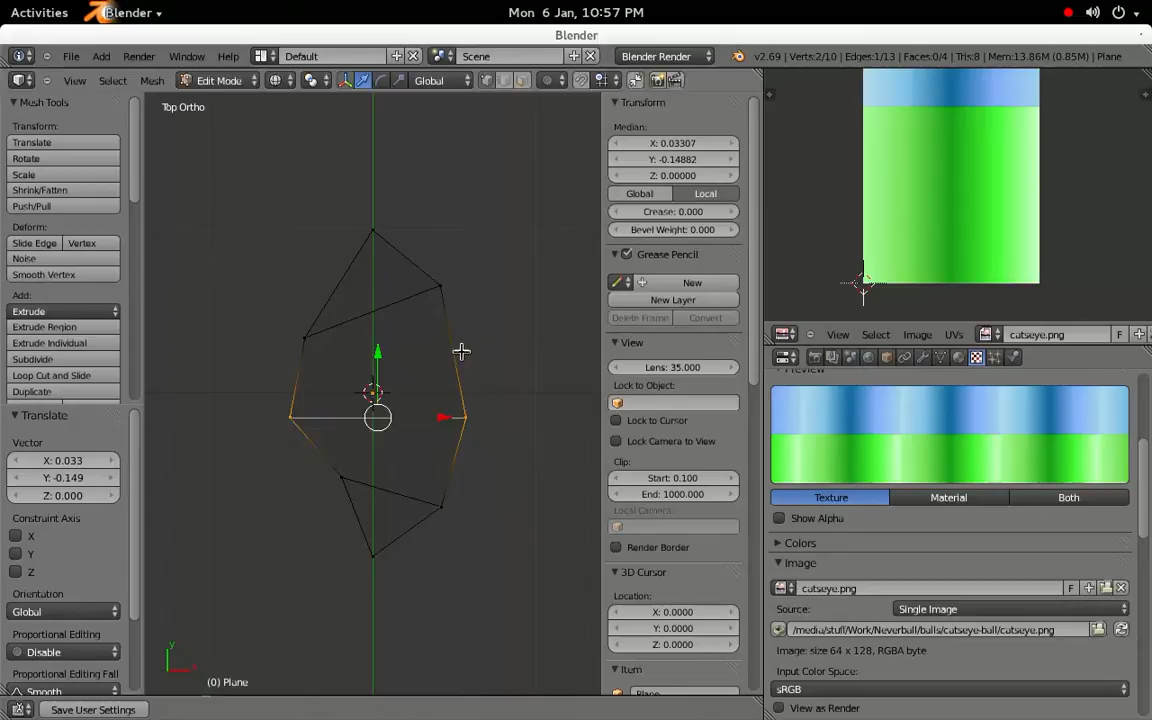 Activities Blender Mon 6 Jan, 10:57 PM
Blender
File Add Render Window Help Default Scene Blender Render v2.69 | Verts:2/10 | Edges:1/13 | Faces:0/4 | Tris:8 | Mem:13.86M (0.85M) | Plane
View Select Mesh Edit Mode Global
Mesh Tools
Transform:
Translate
Rotate
Scale
Shrink/Fatten
Push/Pull
Deform:
Slide Edge Vertex
Noise
Smooth Vertex
Add:
Extrude
Extrude Region
Extrude Individual
Subdivide
Loop Cut and Slide
Duplicate
Translate
Vector
X: 0.033
Y: -0.149
Z: 0.000
Constraint Axis
X
Y
Z
Orientation
Global
Proportional Editing
Disable
Proportional Editing Fall
Smooth
Save User Settings
Top Ortho
y
x
(0) Plane
Transform
Median:
X: 0.03307
Y: -0.14882
Z: 0.00000
Global Local
Crease: 0.000
Bevel Weight: 0.000
Grease Pencil
New
New Layer
Delete Frame Convert
View
Lens: 35.000
Lock to Object:
Lock to Cursor
Lock Camera to View
Clip:
Start: 0.100
End: 1000.000
Local Camera:
Render Border
3D Cursor
Location:
X: 0.0000
Y: 0.0000
Z: 0.0000
Item
Plane
View Select Image UVs catseye.png F
Preview
Texture Material Both
Show Alpha
Colors
Image
catseye.png F
Source: Single Image
/media/stuff/Work/Neverball/balls/catseye-ball/catseye.png
Image: size 64 x 128, RGBA byte
Input Color Space:
sRGB
View as Render